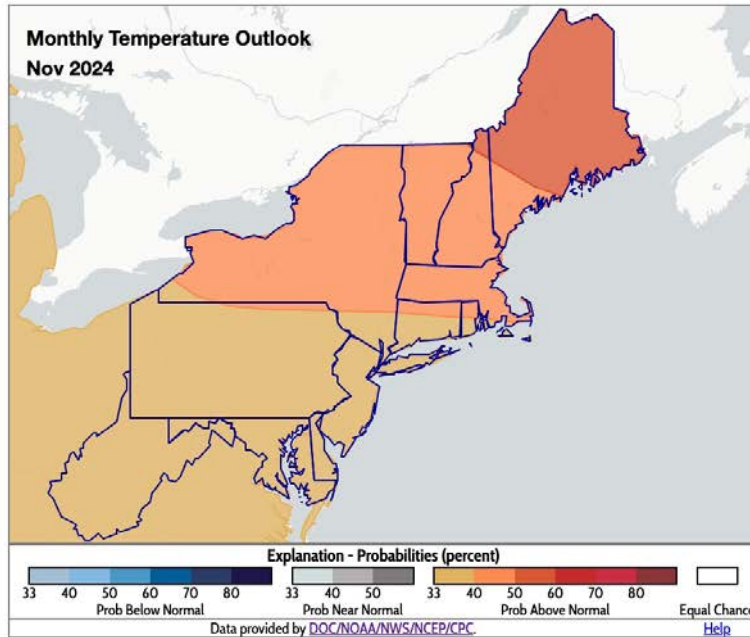 Monthly Temperature Outlook
Nov 2024
Explanation - Probabilities (percent)
33 40 50 60 70 80 33 40 50 33 40 50 60 70 80
Prob Below Normal Prob Near Normal Prob Above Normal Equal Chance
Data provided by DOC/NOAA/NWS/NCEP/CPC. Help